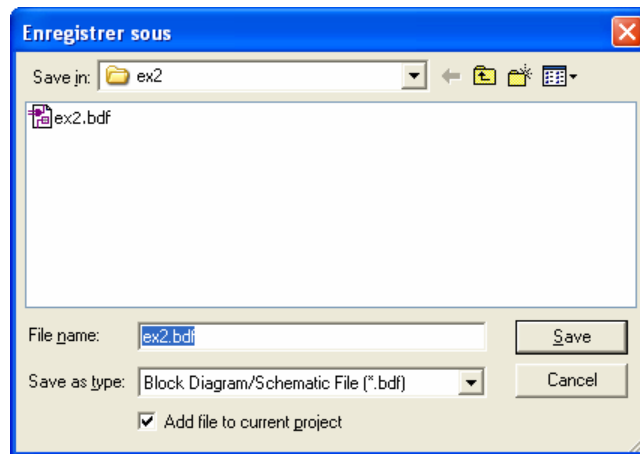 Enregistrer sous
Save in: ex2
ex2.bdf
File name: ex2.bdf Save
Save as type: Block Diagram/Schematic File (*.bdf) Cancel
Add file to current project